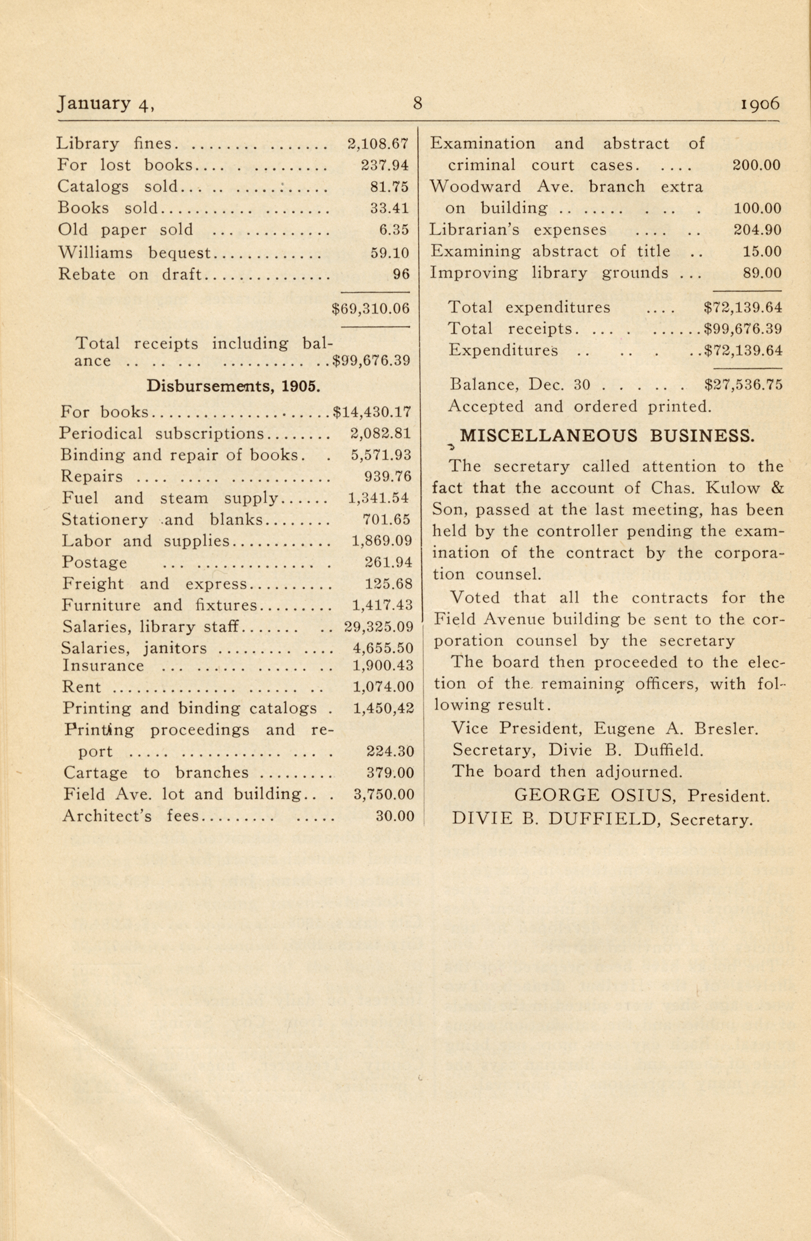 January 4, 8 1906
Library fines. ........ ....... 2,108.67
For lost books.... . ......... 237.94
Catalogs sold... .. ........... 81.75
Books sold............ ........ 33.41
Old paper sold ... ........... 6.35
Williams bequest............. 59.10
Rebate on draft............... 96
$69,310.06
Total receipts including bal-
ance .. .. .. .............$99,676.39
Disbursements, 1905.
For books.....................$14,430.17
Periodical subscriptions........ 2,082.81
Binding and repair of books. . 5,571.93
Repairs .... ..... ............ 939.76
Fuel and steam supply...... 1,341.54
Stationery and blanks........ 701.65
Labor and supplies............ 1,869.09
Postage ... ............. . 261.94
Freight and express.......... 125.68
Furniture and fixtures......... 1,417.43
Salaries, library staff....... .. 29,325.09
Salaries, janitors ......... .... 4,655.50
Insurance ... ...... ...... .. 1,900.43
Rent ............ ...... .. 1,074.00
Printing and binding catalogs . 1,450,42
Printing proceedings and re-
port ..... ............. ... . 224.30
Cartage to branches ......... 379.00
Field Ave. lot and building.. . 3,750.00
Architect's fees......... ..... 30.00
Examination and abstract of
criminal court cases. .... 200.00
Woodward Ave. branch extra
on building .. ...... . .. . 100.00
Librarian's expenses .... .. 204.90
Examining abstract of title .. 15.00
Improving library grounds ... 89.00
Total expenditures .... $72,139.64
Total receipts. ... . ......$99,676.39
Expenditures .. .. . ..$72,139.64
Balance, Dec. 30 . . . .. . $27,536.75
Accepted and ordered printed.
MISCELLANEOUS BUSINESS.
The secretary called attention to the
fact that the account of Chas. Kulow &
Son, passed at the last meeting, has been
held by the controller pending the exam-
ination of the contract by the corpora-
tion counsel.
Voted that all the contracts for the
Field Avenue building be sent to the cor-
poration counsel by the secretary
The board then proceeded to the elec-
tion of the remaining officers, with fol-
lowing result.
Vice President, Eugene A. Bresler.
Secretary, Divie B. Duffield.
The board then adjourned.
GEORGE OSIUS, President.
DIVIE B. DUFFIELD, Secretary.